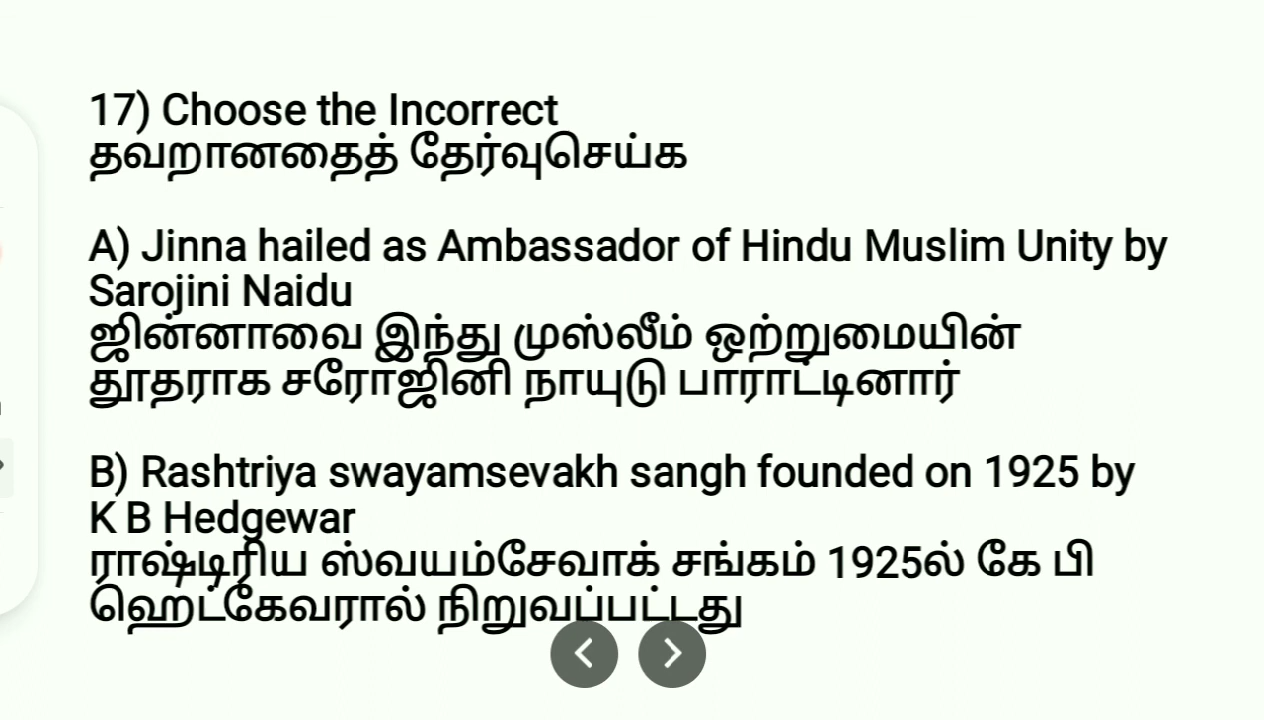 17) Choose the Incorrect
தவறானதைத் தேர்வுசெய்க
A) Jinna hailed as Ambassador of Hindu Muslim Unity by
Sarojini Naidu
ஜின்னாவை இந்து முஸ்லீம் ஒற்றுமையின்
தூதராக சரோஜினி நாயுடு பாராட்டினார்
B) Rashtriya swayamsevakh sangh founded on 1925 by
K B Hedgewar
ராஷ்டிரிய ஸ்வயம்சேவாக் சங்கம் 1925ல் கே பி
ஹெட்கேவரால் நிறுவப்பட்டது